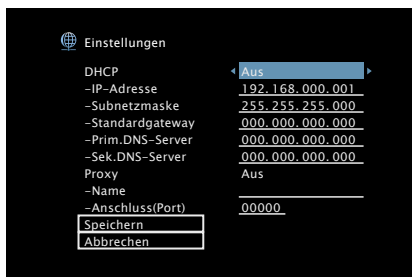 Einstellungen
DHCP Aus
-IP-Adresse 192.168.000.001
-Subnetzmaske 255.255.255.000
-Standardgateway 000.000.000.000
-Prim.DNS-Server 000.000.000.000
-Sek.DNS-Server 000.000.000.000
Proxy Aus
-Name
-Anschluss(Port) 00000
Speichern
Abbrechen